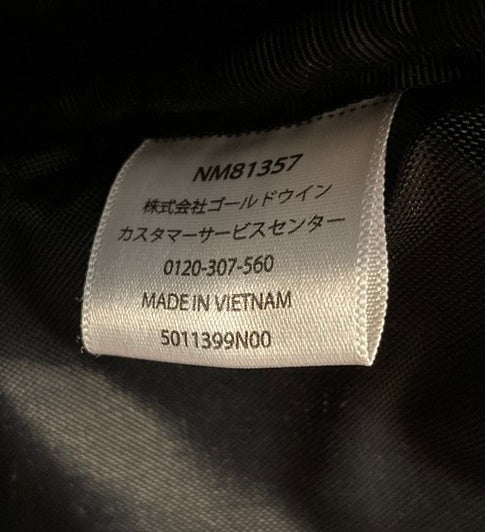 NM81357
株式会社ゴールドウイン
カスタマーサービスセンター
0120-307-560
MADE IN VIETNAM
5011399N00